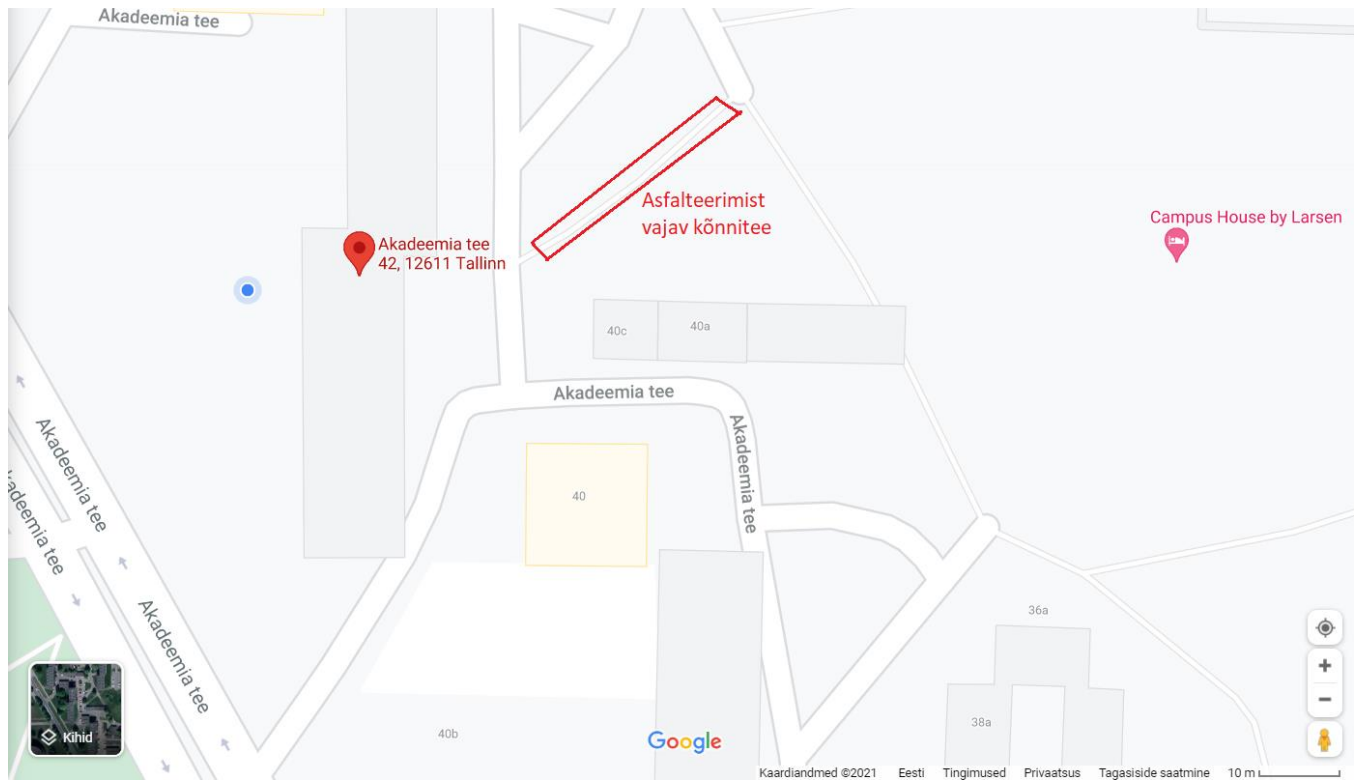 Akadeemia tee
Asfalteerimist
vajav kõnnitee
Campus House by Larsen
Akadeemia tee
42, 12611 Tallinn
40c
40a
Akadeemia tee
Akadeemia tee
Akadeemia tee
kadeemia tee
40
Akadeemia tee
36a
38a
40b
Kihid
Google
Kaardiandmed ©2021 Eesti Tingimused Privaatsus Tagasiside saatmine 10 m